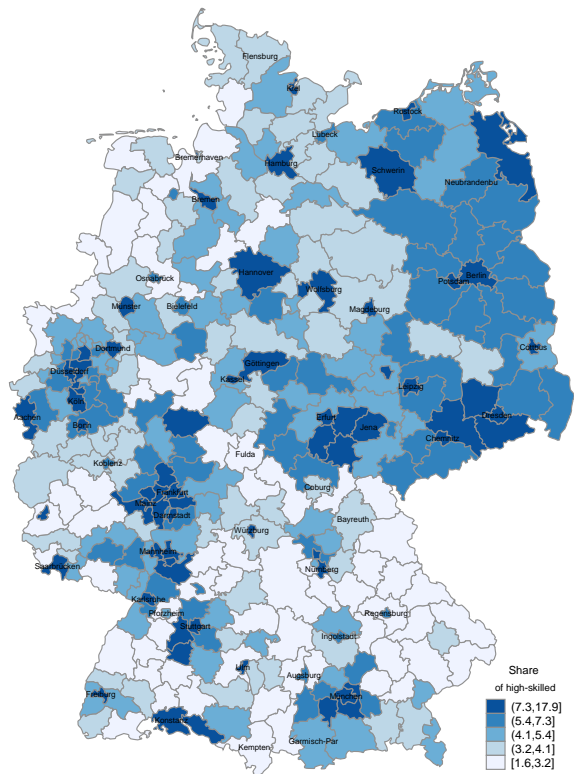 Flensburg
Kiel
Rostock
Lübeck
Bremerhaven
Hamburg
Schwerin
Neubrandenbu
Bremen
Hannover
Berlin
Potsdam
Osnabrück
Wolfsburg
Münster
Bielefeld
Magdeburg
Dortmund
Cottbus
Göttingen
Düsseldorf
Kassel
Leipzig
Köln
Aachen
Erfurt
Dresden
Jena
Bonn
Chemnitz
Fulda
Koblenz
Coburg
Frankfurt
Mainz
Darmstadt
Bayreuth
Würzburg
Mannheim
Saarbrücken
Nürnberg
Karlsruhe
Pforzheim
Regensburg
Stuttgart
Ingolstadt
Ulm
Augsburg
Freiburg
München
Konstanz
Garmisch-Par
Kempten
Share
of high-skilled
(7.3,17.9]
(5.4,7.3]
(4.1,5.4]
(3.2,4.1]
[1.6,3.2]